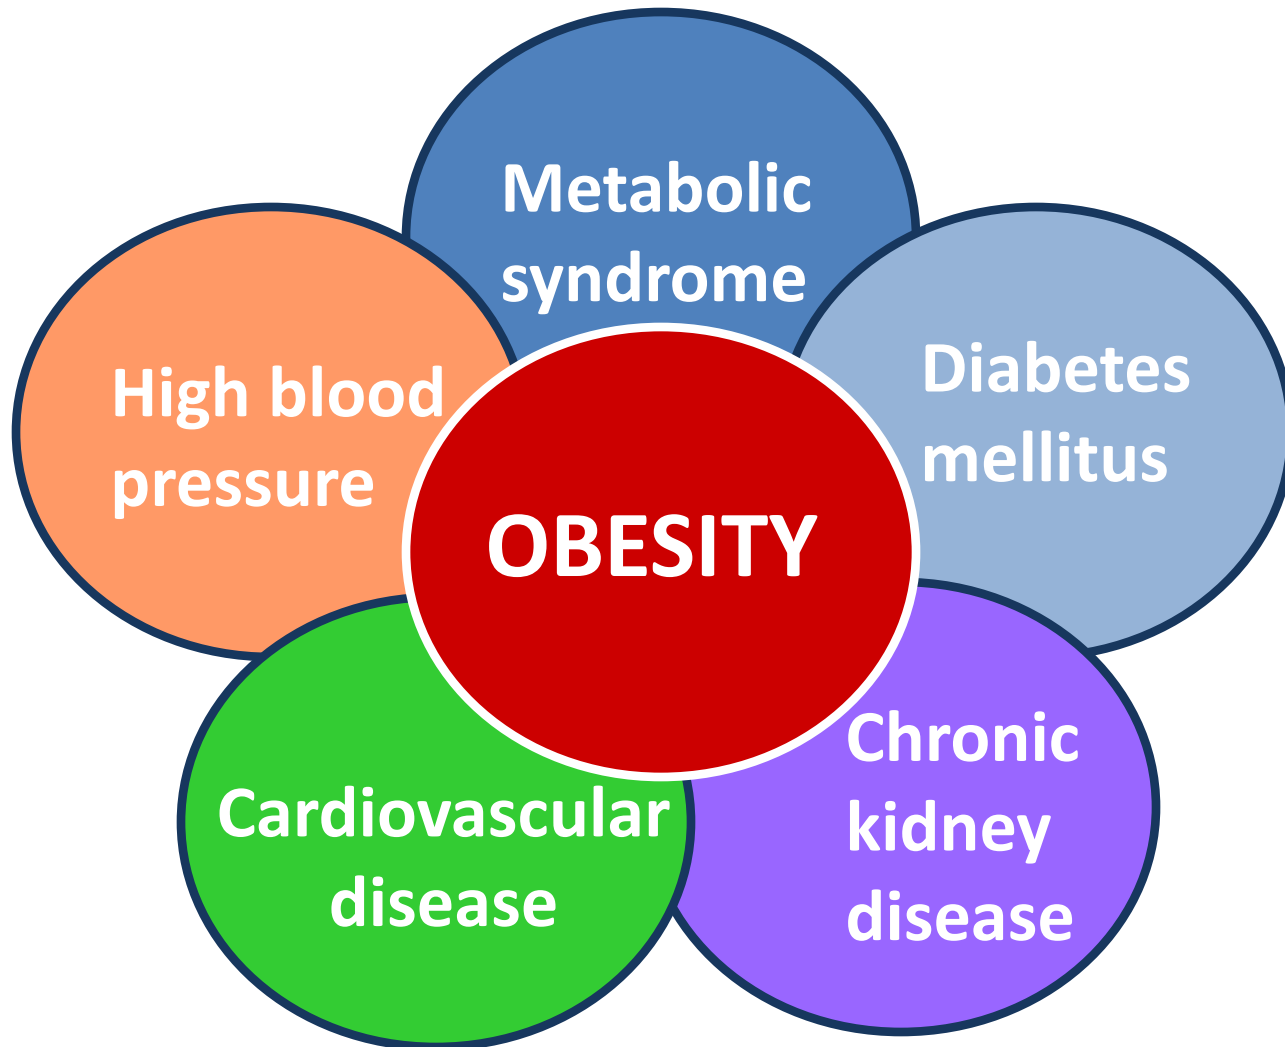 Metabolic
syndrome
High blood
pressure
Diabetes
mellitus
OBESITY
Cardiovascular
disease
Chronic
kidney
disease